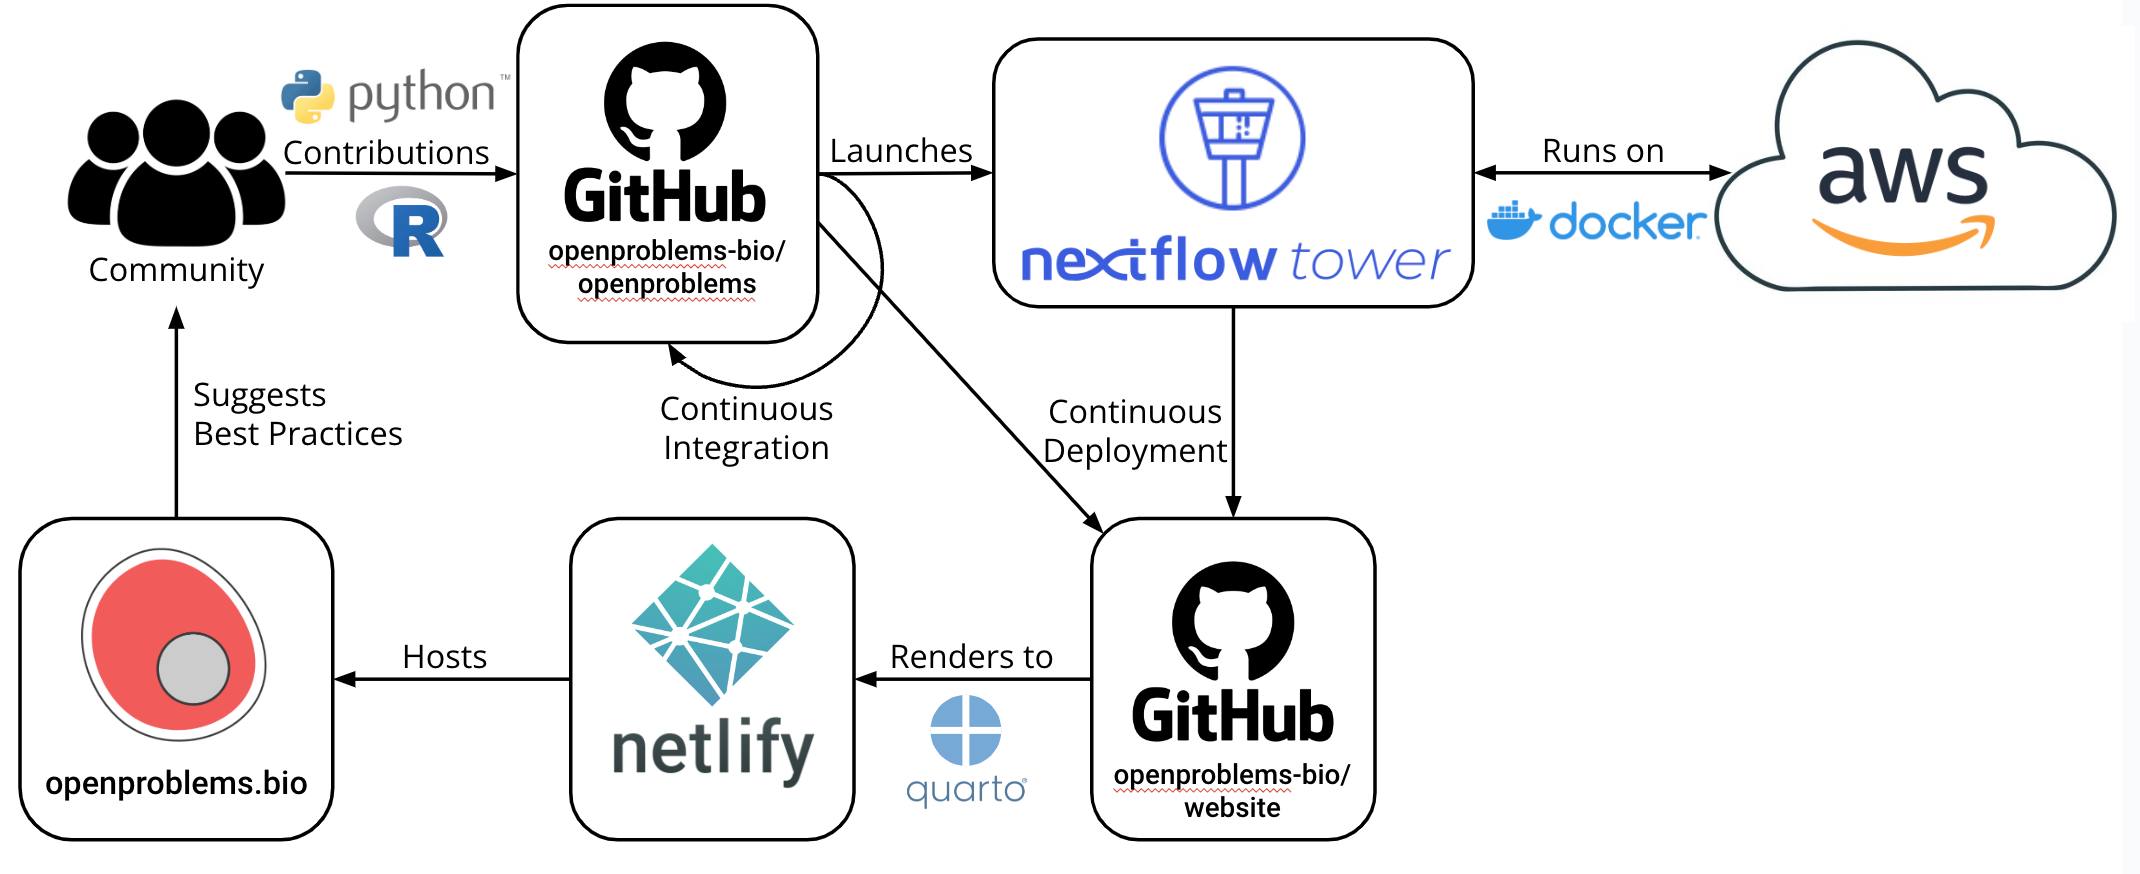 python™
Contributions
R
Community
GitHub
openproblems-bio/
openproblems
Launches
nextflow tower
Runs on
docker
aws
Suggests
Best Practices
Continuous
Integration
Continuous
Deployment
openproblems.bio
Hosts
netlify
Renders to
quarto®
GitHub
openproblems-bio/
website